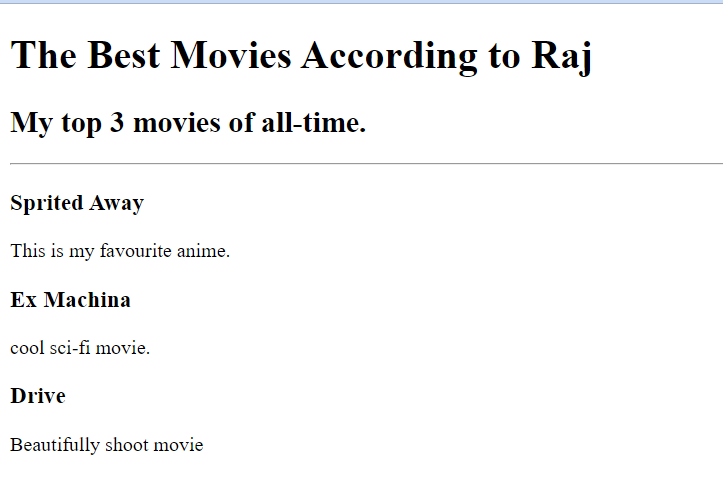 The Best Movies According to Raj
My top 3 movies of all-time.
Sprited Away
This is my favourite anime.
Ex Machina
cool sci-fi movie.
Drive
Beautifully shoot movie